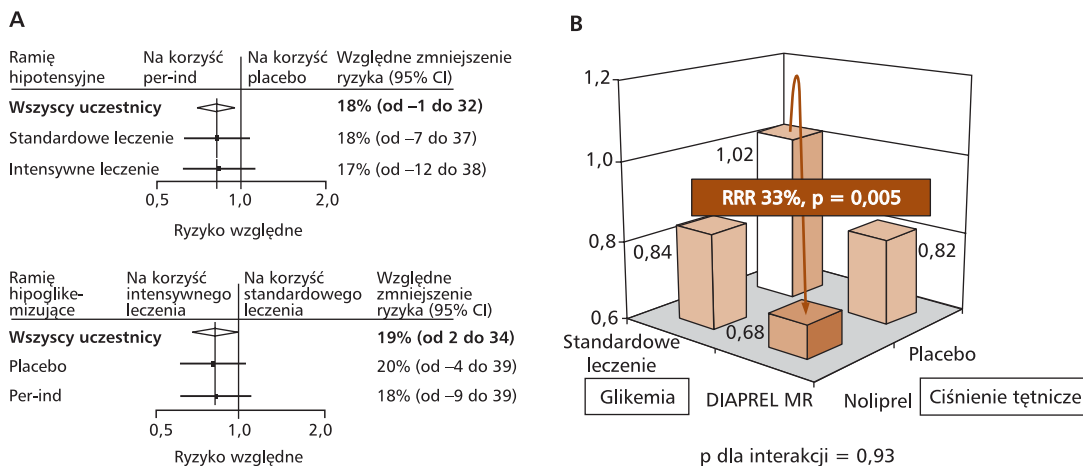 A
Ramię Na korzyść Na korzyść Względne zmniejszenie
hipotensyjne per-ind placebo ryzyka (95% CI)
Wszyscy uczestnicy 18% (od –1 do 32)
Standardowe leczenie 18% (od –7 do 37)
Intensywne leczenie 17% (od –12 do 38)
0,5 1,0 2,0
Ryzyko względne
Ramię Na korzyść Na korzyść Względne
hipoglike- intensywnego standardowego zmniejszenie
mizujące leczenia leczenia ryzyka (95% CI)
Wszyscy uczestnicy 19% (od 2 do 34)
Placebo 20% (od –4 do 39)
Per-ind 18% (od –9 do 39)
0,5 1,0 2,0
Ryzyko względne
B
1,2
1,0
0,8
0,6
1,02
RRR 33%, p = 0,005
0,84
0,82
0,68
Standardowe
leczenie
Placebo
Glikemia DIAPREL MR Noliprel Ciśnienie tętnicze
p dla interakcji = 0,93